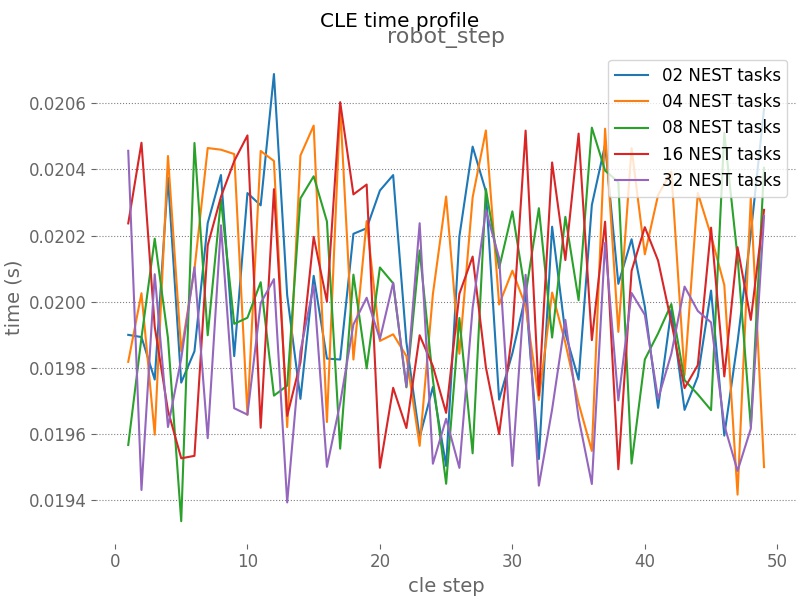 CLE time profile
robot_step
02 NEST tasks
04 NEST tasks
08 NEST tasks
16 NEST tasks
32 NEST tasks
0.0206
0.0204
0.0202
0.0200
0.0198
0.0196
0.0194
time (s)
0 10 20 30 40 50
cle step